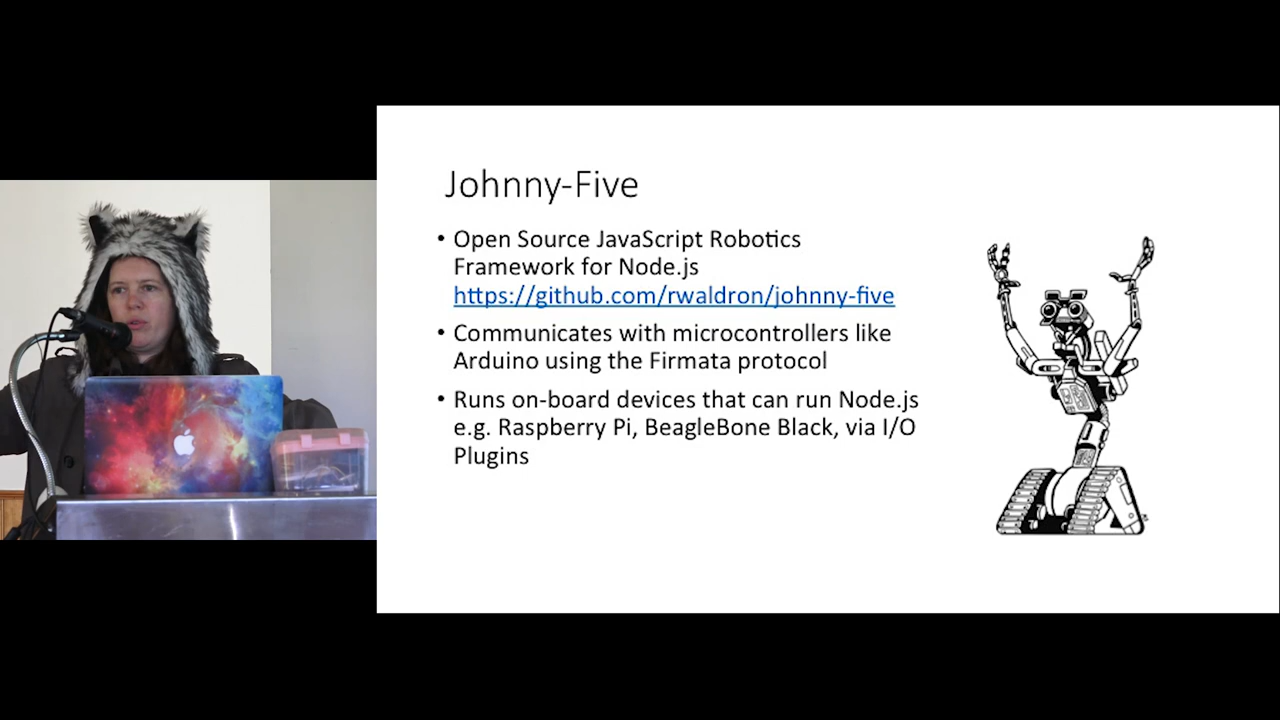 Johnny-Five
• Open Source JavaScript Robotics
Framework for Node.js
https://github.com/rwaldron/johnny-five
• Communicates with microcontrollers like
Arduino using the Firmata protocol
• Runs on-board devices that can run Node.js
e.g. Raspberry Pi, BeagleBone Black, via I/O
Plugins